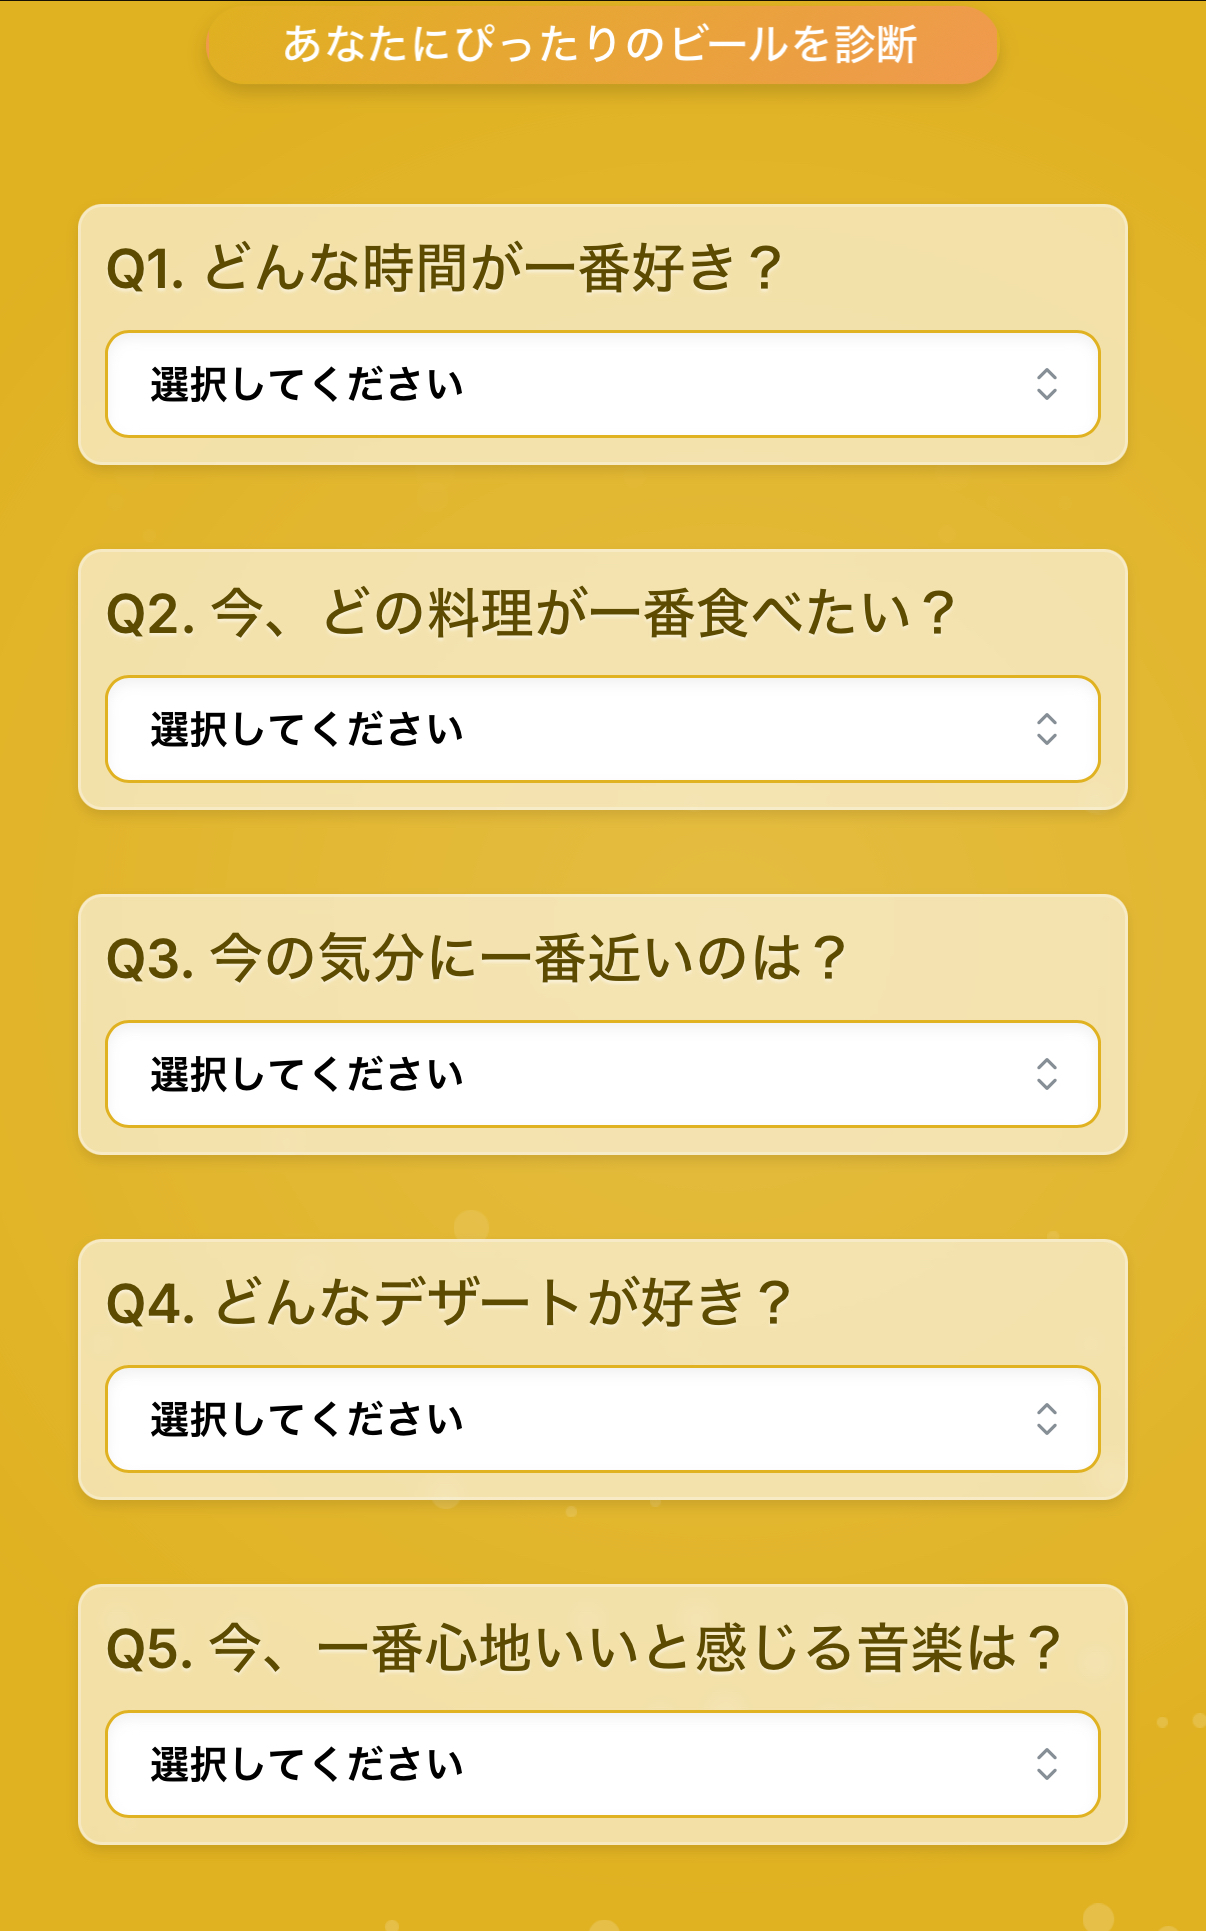 あなたにぴったりのビールを診断
Q1. どんな時間が一番好き？
選択してください
Q2. 今、どの料理が一番食べたい？
選択してください
Q3. 今の気分に一番近いのは？
選択してください
Q4. どんなデザートが好き？
選択してください
Q5. 今、一番心地いいと感じる音楽は？
選択してください